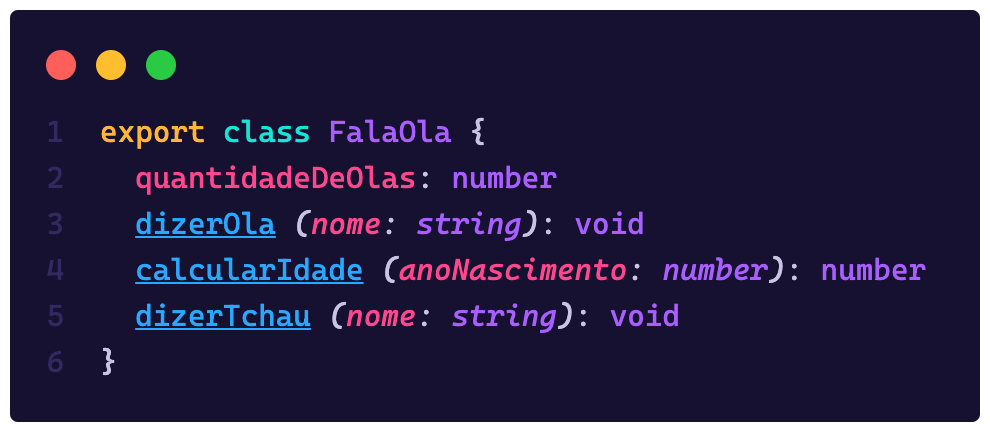 1 export class FalaOla {
2 quantidadeDeOlas: number
3 dizerOla (nome: string): void
4 calcularIdade (anoNascimento: number): number
5 dizerTchau (nome: string): void
6 }